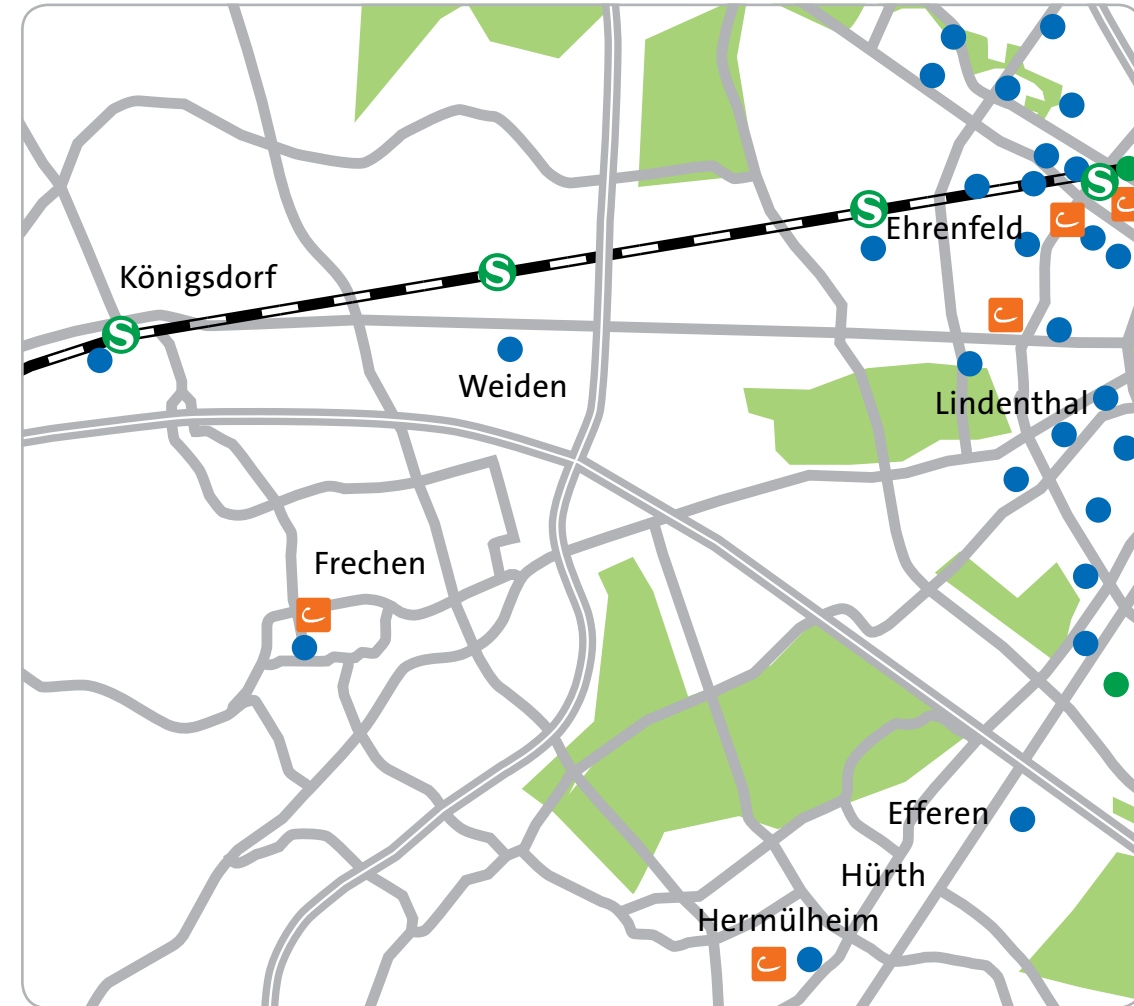 S
S
Ehrenfeld
Königsdorf
S
S
Weiden
Lindenthal
Frechen
Efferen
Hürth
Hermülheim